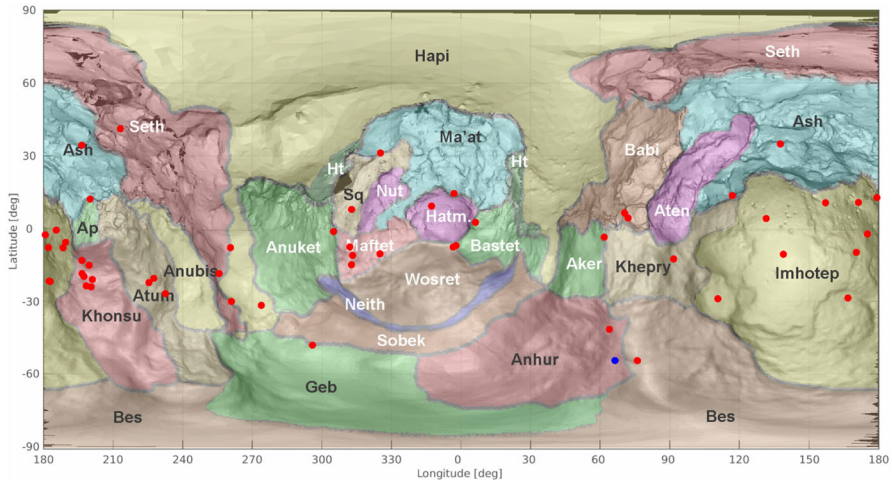 90
Hapi
Seth
60
Seth
Ash
Ma'at
Ash
30
Ht
Ht
Babi
Nut
Sq
Aten
Hatm.
Latitude [deg]
0
Ap
Anuket
Maftet
Bastet
Anubis
Aker
Khepry
Imhotep
Wosret
Atum
-30
Khonsu
Neith
Sobek
Anhur
-60
Geb
Bes
Bes
-90
180 210 240 270 300 330 0 30 60 90 120 150 180
Longitude [deg]